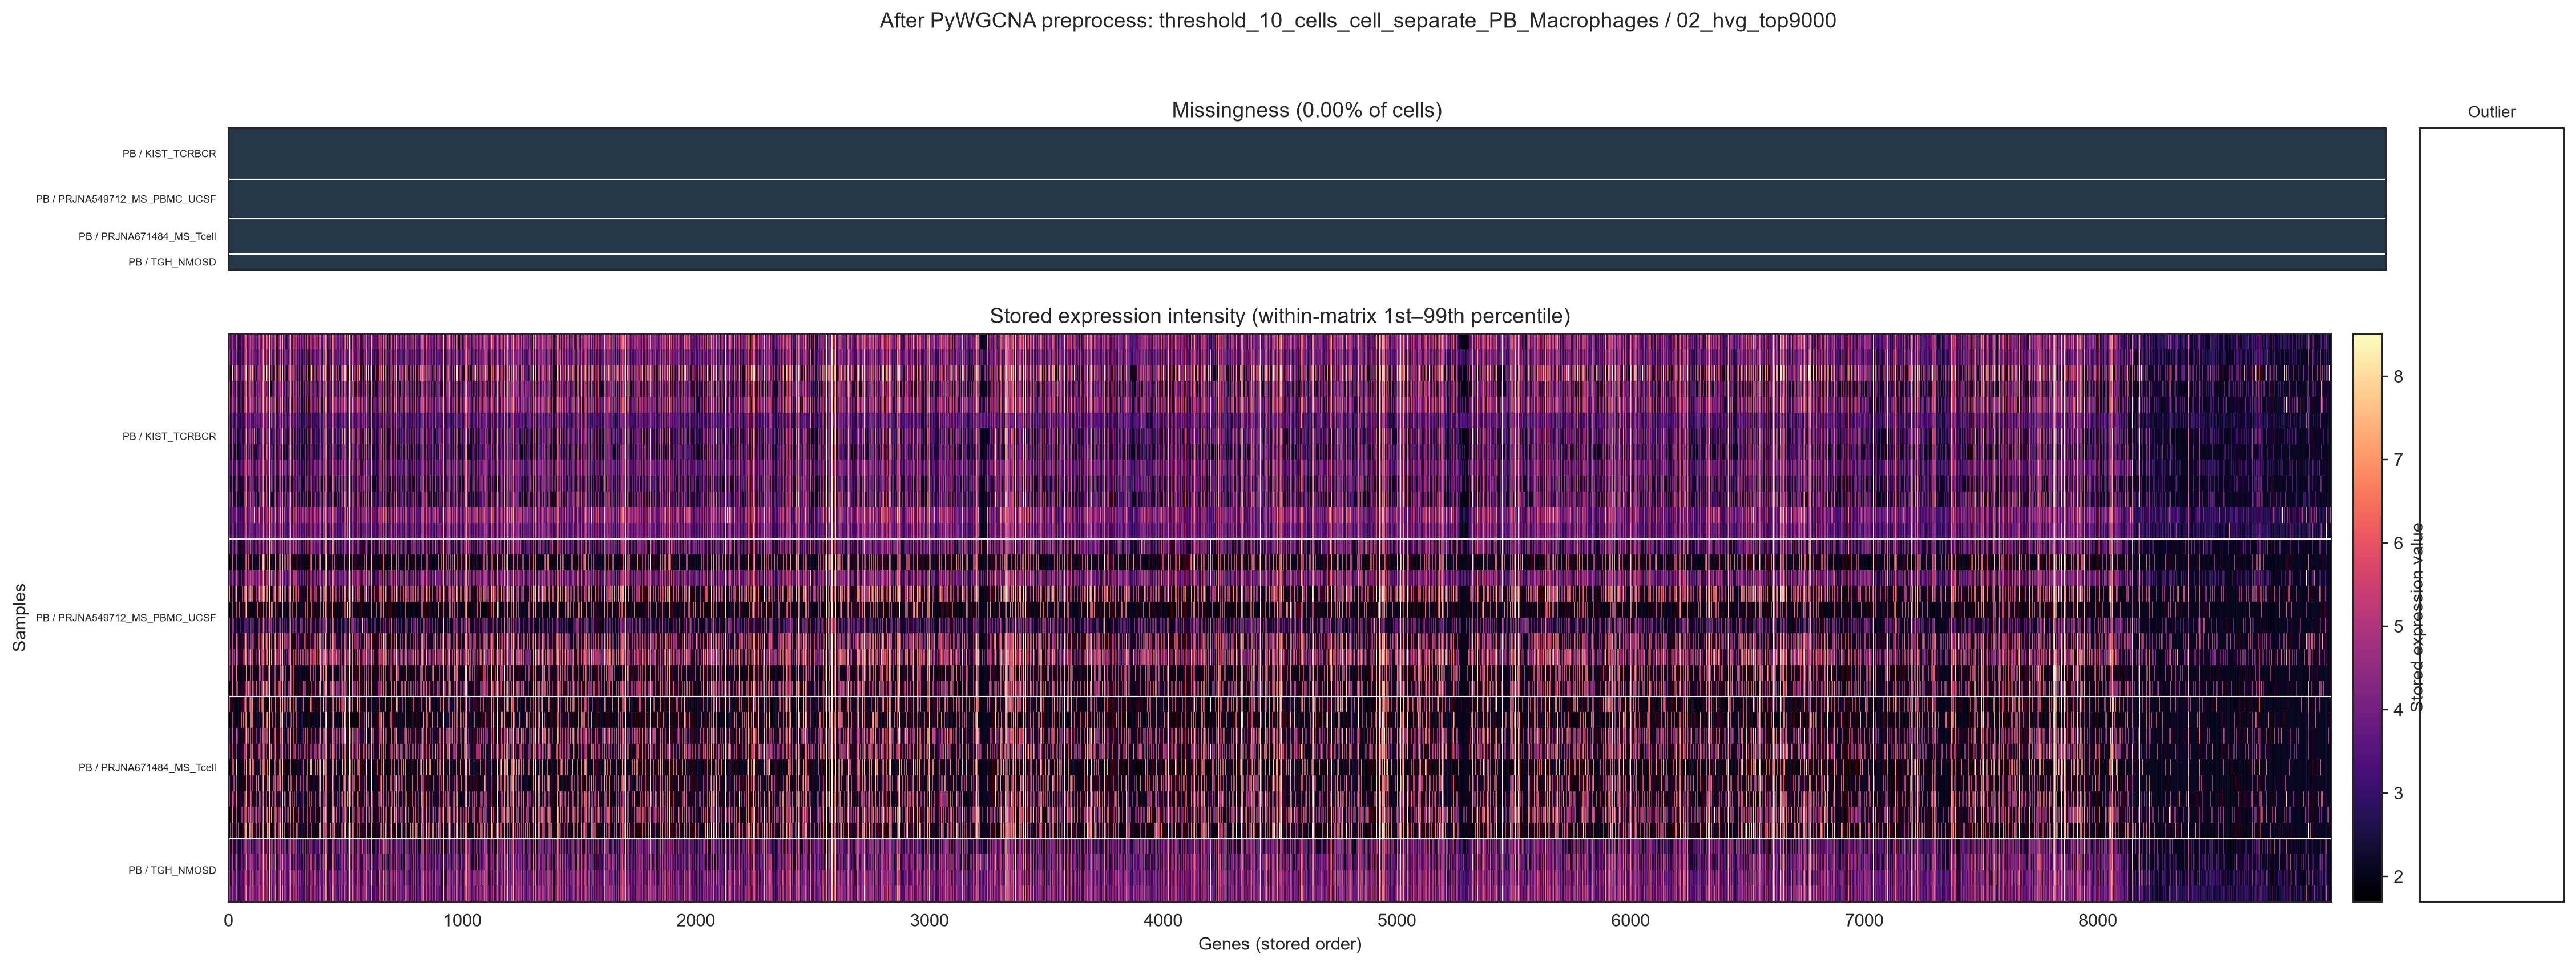 After PyWGCNA preprocess: threshold_10_cells_cell_separate_PB_Macrophages / 02_hvg_top9000
Missingness (0.00% of cells)
Outlier
PB / KIST_TCRBCR
PB / PRJNA549712_MS_PBMC_UCSF
PB / PRJNA671484_MS_Tcell
PB / TGH_NMOSD
Stored expression intensity (within-matrix 1st–99th percentile)
Samples
PB / KIST_TCRBCR
PB / PRJNA549712_MS_PBMC_UCSF
PB / PRJNA671484_MS_Tcell
PB / TGH_NMOSD
8
7
6
5
4
3
2
Stored expression value
0 1000 2000 3000 4000 5000 6000 7000 8000
Genes (stored order)